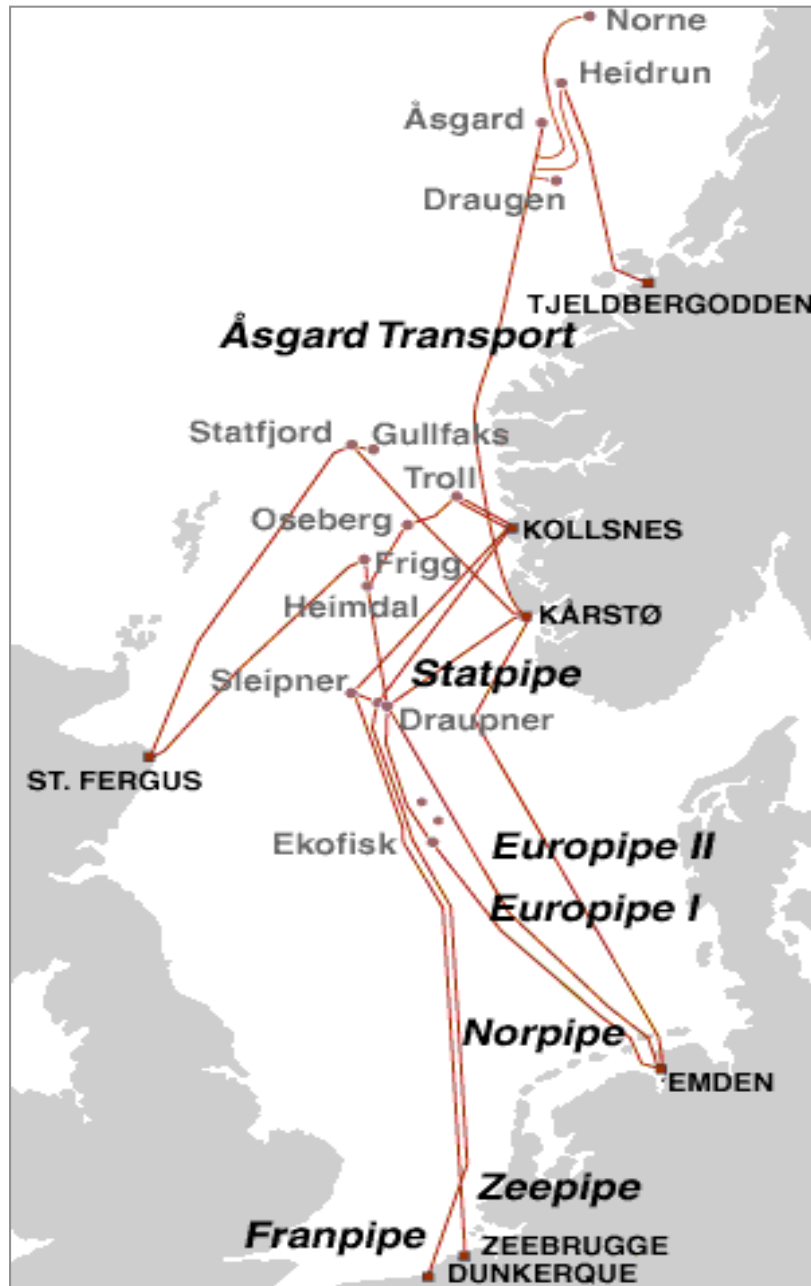 Norne
Heidrun
Åsgard
Draugen
TJELDBERGODDEN
Åsgard Transport
Statfjord
Gullfaks
Troll
Oseberg
KOLLSNES
Frigg
Heimdal
KÅRSTØ
Sleipner
Statpipe
Draupner
ST. FERGUS
Ekofisk
Europipe II
Europipe I
Norpipe
EMDEN
Zeepipe
Franpipe
ZEEBRUGGE
DUNKERQUE